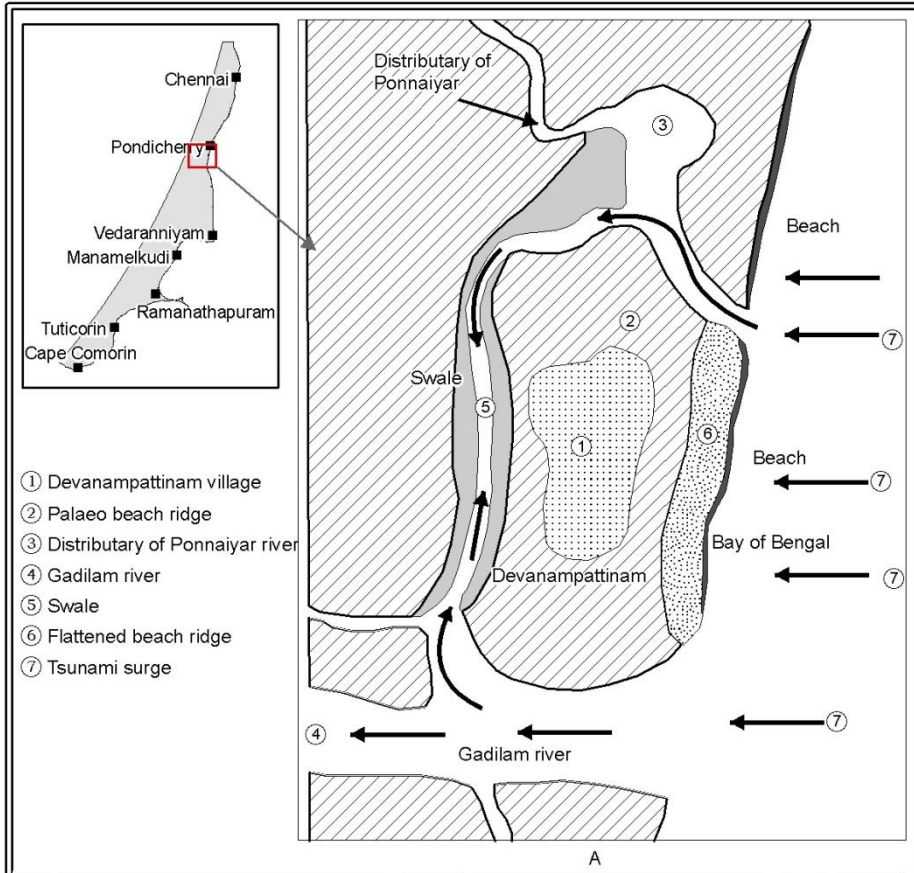 Chennai
Pondicherry
Vedaranniyam
Manamelkudi
Ramanathapuram
Tuticorin
Cape Comorin
① Devanampattinam village
② Palaeo beach ridge
③ Distributary of Ponnaiyar river
④ Gadilam river
⑤ Swale
⑥ Flattened beach ridge
⑦ Tsunami surge
Distributary of
Ponnaiyar
③
Beach
②
⑦
Swale
⑤
①
⑥
Beach
⑦
Bay of Bengal
Devanampattinam
⑦
⑦
④
Gadilam river
A